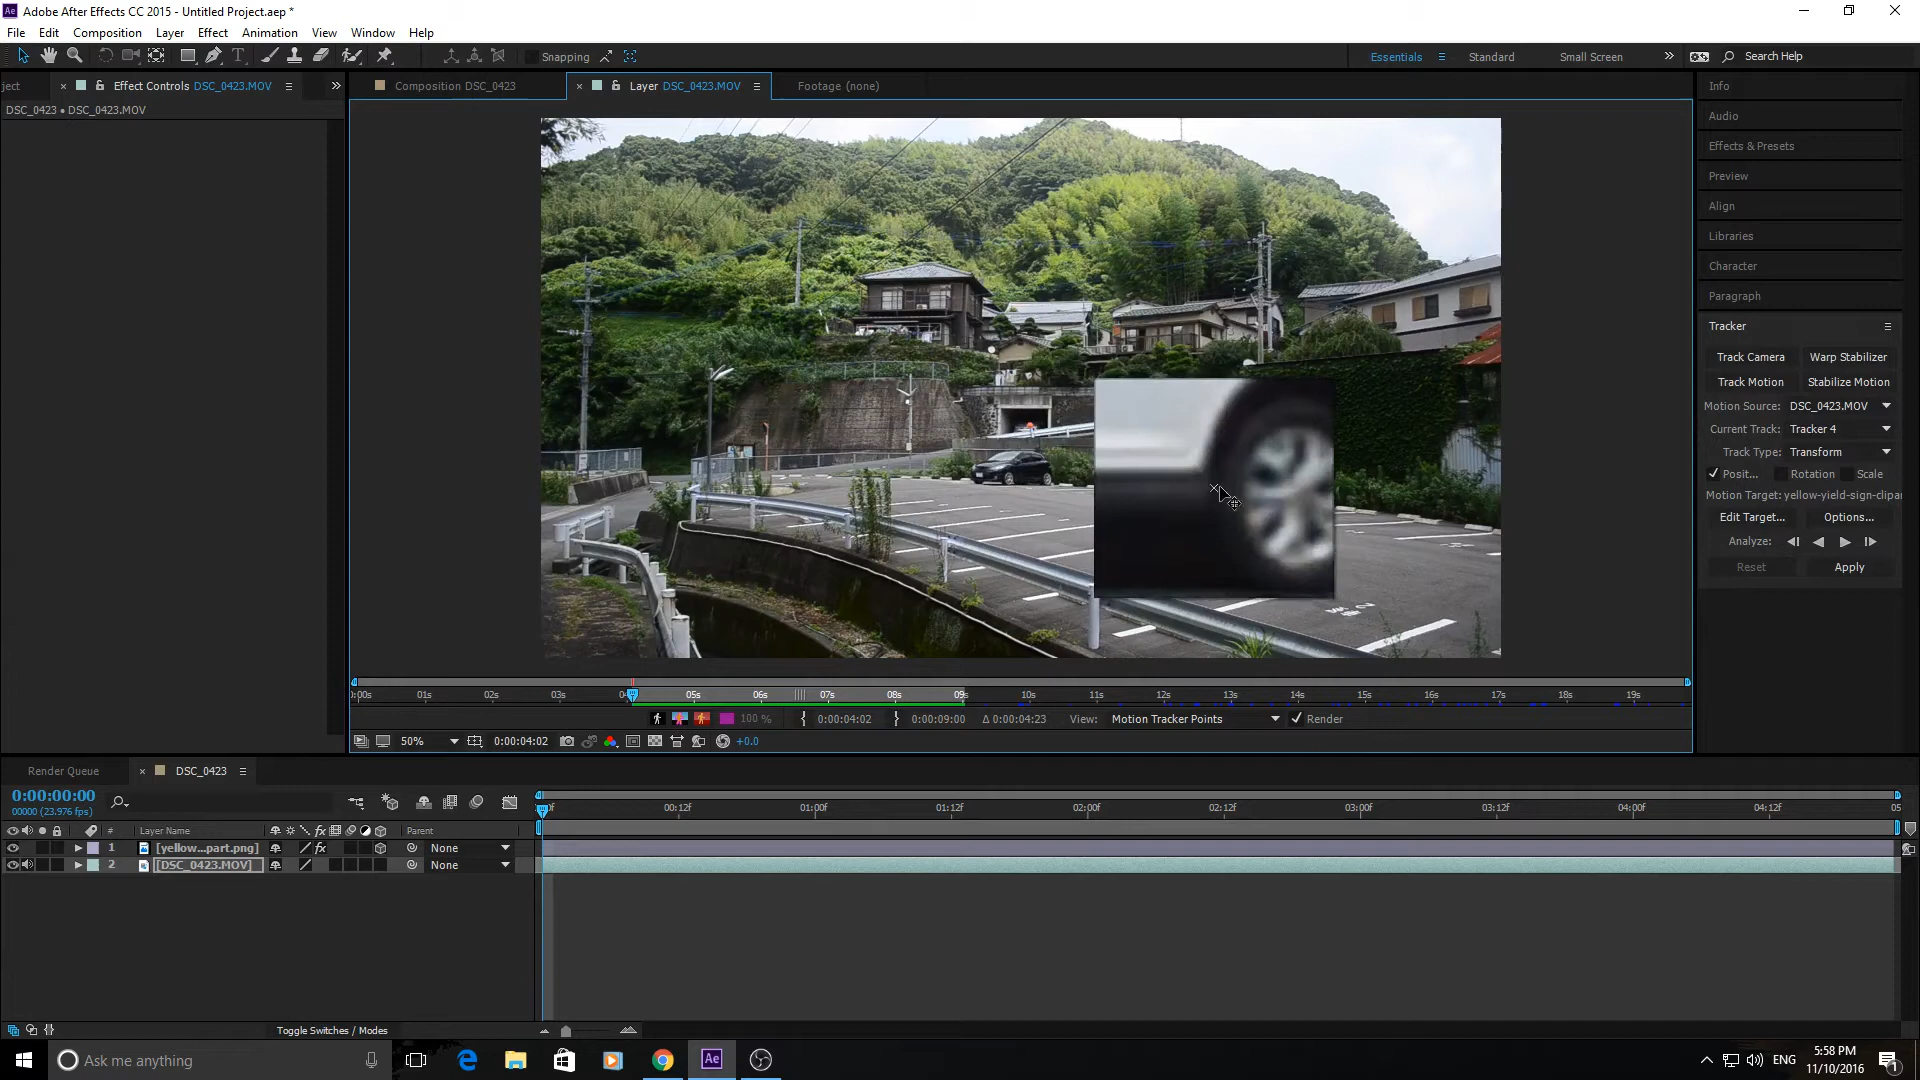 Ae Adobe After Effects CC 2015 - Untitled Project.aep *
File Edit Composition Layer Effect Animation View Window Help
Snapping
Essentials Standard Small Screen » Search Help
ject × Effect Controls DSC_0423.MOV »
Composition DSC_0423
× Layer DSC_0423.MOV
Footage (none)
DSC_0423 • DSC_0423.MOV
Info
Audio
Effects & Presets
Preview
Align
Libraries
Character
Paragraph
Tracker
Track Camera Warp Stabilizer
Track Motion Stabilize Motion
Motion Source: DSC_0423.MOV
Current Track: Tracker 4
Track Type: Transform
Posit... Rotation Scale
Motion Target: yellow-yield-sign-clipar
Edit Target... Options...
Analyze:
Reset Apply
0:00s 01s 02s 03s 04 05s 06s 07s 08s 09s 10s 11s 12s 13s 14s 15s 16s 17s 18s 19s
100 % 0:00:04:02 0:00:09:00 Δ 0:00:04:23 View: Motion Tracker Points Render
50% 0:00:04:02 +0.0
Render Queue × DSC_0423
0:00:00:00
00000 (23.976 fps)
0f 00:12f 01:00f 01:12f 02:00f 02:12f 03:00f 03:12f 04:00f 04:12f 05
# Layer Name fx Parent
1 [yellow...part.png] fx None
2 [DSC_0423.MOV] None
Toggle Switches / Modes
Ask me anything
Ae
ENG
5:58 PM
11/10/2016
1